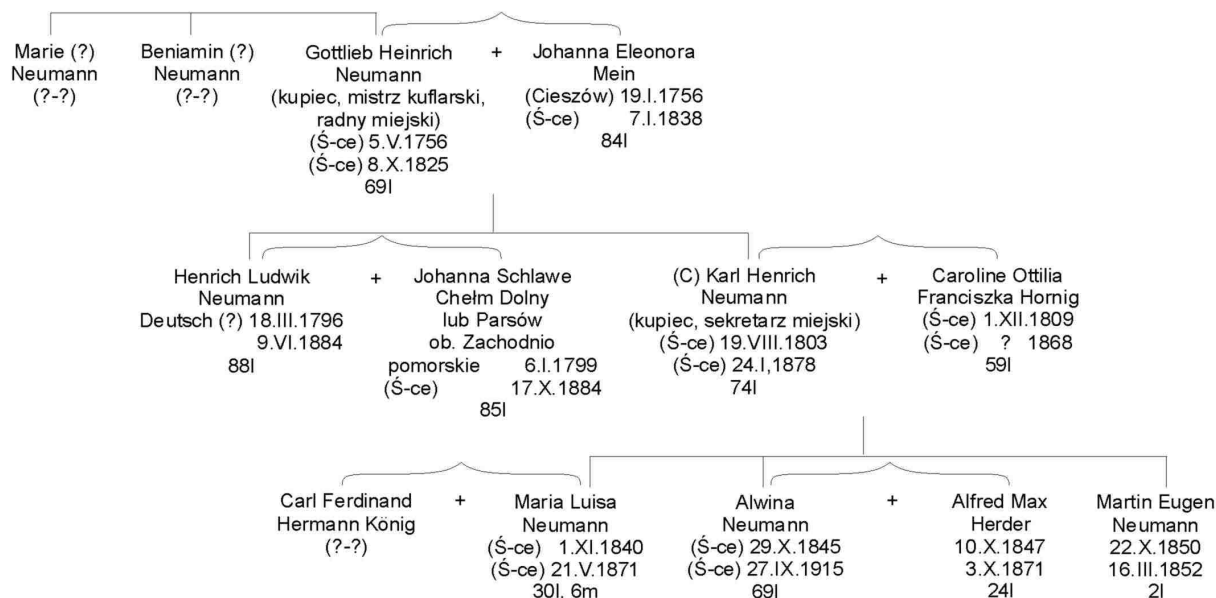 Marie (?)
Neumann
(?-?)
Beniamin (?)
Neumann
(?-?)
Gottlieb Heinrich
Neumann
(kupiec, mistrz kuflarski,
radny miejski)
(Ś-ce) 5.V.1756
(Ś-ce) 8.X.1825
69l
+
Johanna Eleonora
Mein
(Cieszów) 19.I.1756
(Ś-ce) 7.I.1838
84l
Henrich Ludwik
Neumann
Deutsch (?) 18.III.1796
9.VI.1884
88l
+
Johanna Schlawe
Chełm Dolny
lub Parsów
ob. Zachodnio
pomorskie 6.I.1799
(Ś-ce) 17.X.1884
85l
(C) Karl Henrich
Neumann
(kupiec, sekretarz miejski)
(Ś-ce) 19.VIII.1803
(Ś-ce) 24.I,1878
74l
+
Caroline Ottilia
Franciszka Hornig
(Ś-ce) 1.XII.1809
(Ś-ce) ? 1868
59l
Carl Ferdinand
Hermann König
(?-?)
+
Maria Luisa
Neumann
(Ś-ce) 1.XI.1840
(Ś-ce) 21.V.1871
30l. 6m
Alwina
Neumann
(Ś-ce) 29.X.1845
(Ś-ce) 27.IX.1915
69l
+
Alfred Max
Herder
10.X.1847
3.X.1871
24l
Martin Eugen
Neumann
22.X.1850
16.III.1852
2l